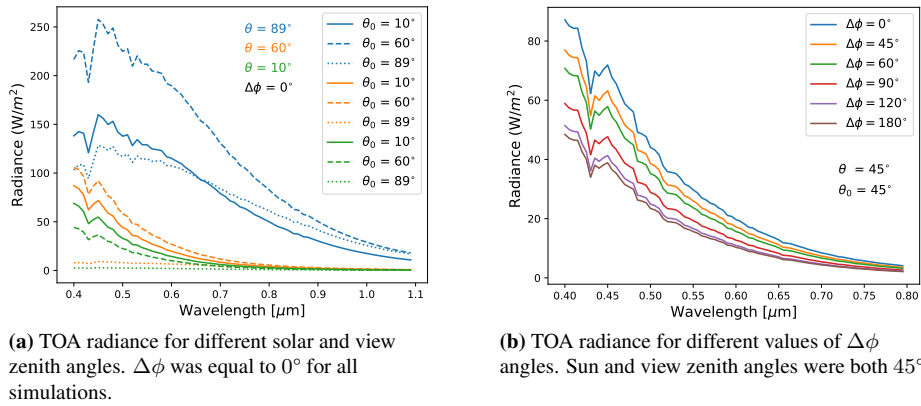 250
200
150
100
50
0
Radiance (W/m²)
0.4 0.5 0.6 0.7 0.8 0.9 1.0 1.1
Wavelength [μm]
θ = 89°
θ = 60°
θ = 10°
Δϕ = 0°
θ₀ = 10°
θ₀ = 60°
θ₀ = 89°
θ₀ = 10°
θ₀ = 60°
θ₀ = 89°
θ₀ = 10°
θ₀ = 60°
θ₀ = 89°
(a) TOA radiance for different solar and view
zenith angles. Δϕ was equal to 0° for all
simulations.
80
60
40
20
0
Radiance (W/m²)
0.40 0.45 0.50 0.55 0.60 0.65 0.70 0.75 0.80
Wavelength [μm]
Δϕ = 0°
Δϕ = 45°
Δϕ = 60°
Δϕ = 90°
Δϕ = 120°
Δϕ = 180°
θ = 45°
θ₀ = 45°
(b) TOA radiance for different values of Δϕ
angles. Sun and view zenith angles were both 45°